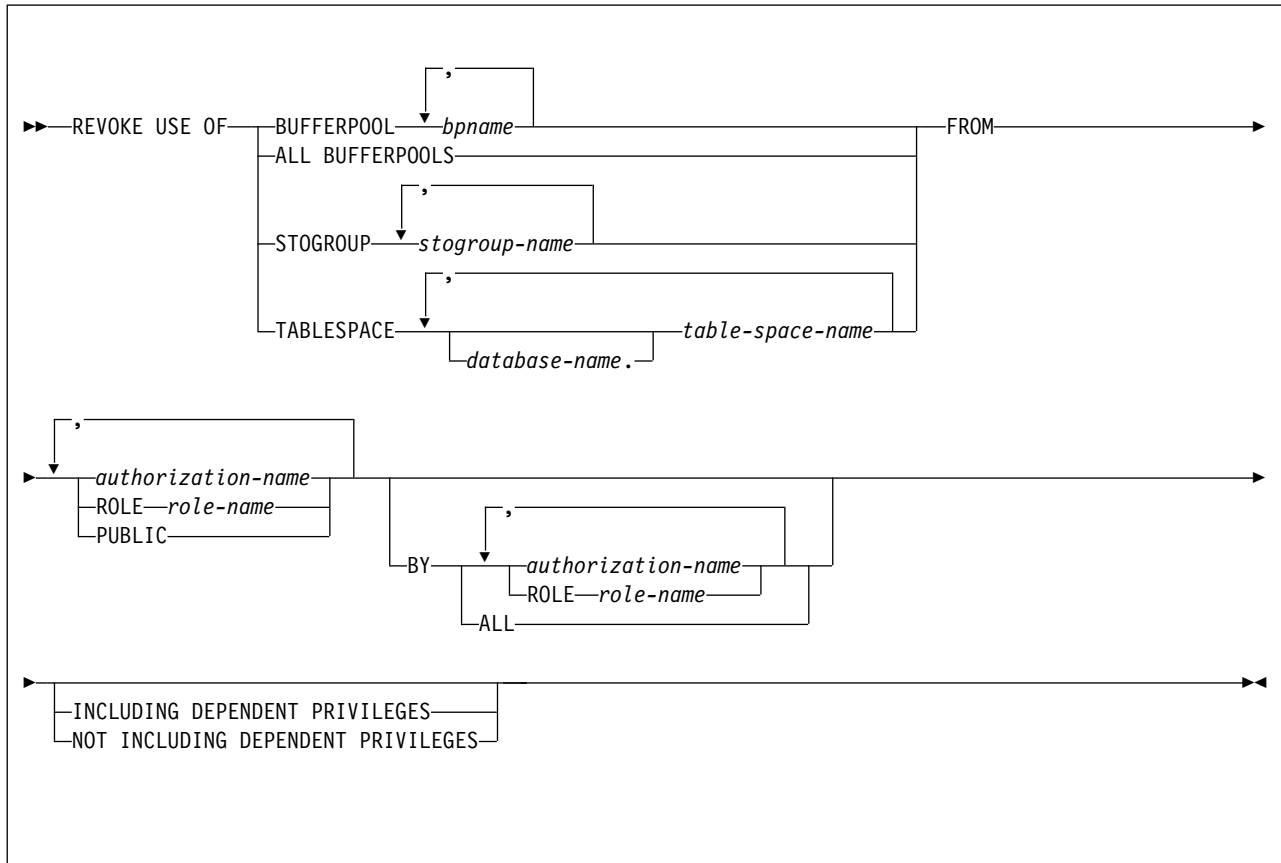 ,
REVOKE USE OF BUFFERPOOL bpname FROM
ALL BUFFERPOOLS
,
STOGROUP stogroup-name
,
TABLESPACE table-space-name
database-name.
,
authorization-name
ROLE role-name
PUBLIC
,
BY authorization-name
ROLE role-name
ALL
INCLUDING DEPENDENT PRIVILEGES
NOT INCLUDING DEPENDENT PRIVILEGES